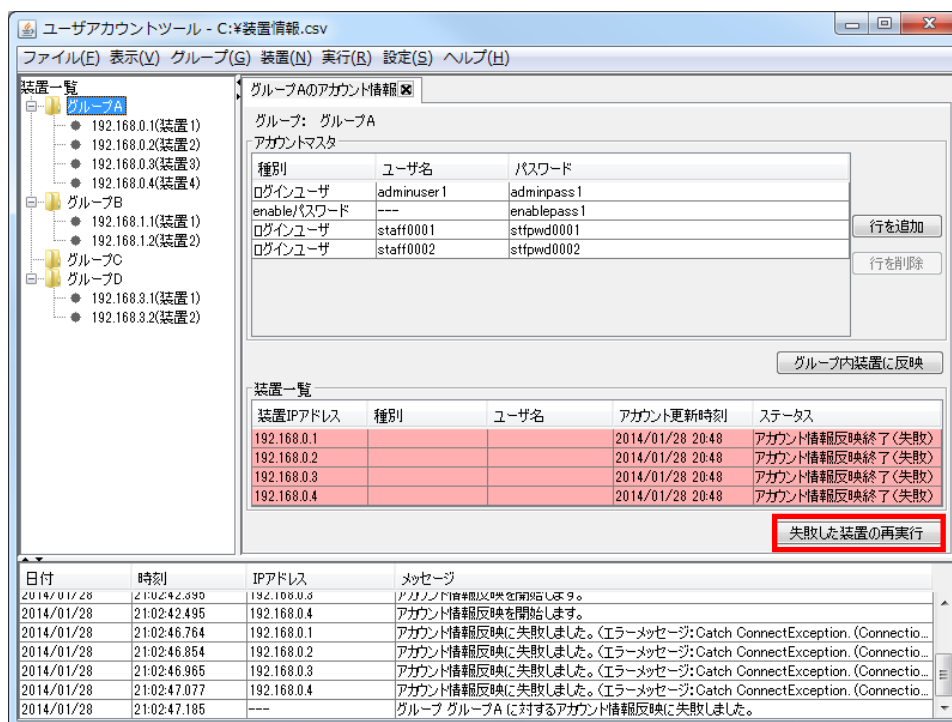 ユーザアカウントツール - C:¥装置情報.csv
ファイル(F) 表示(V) グループ(G) 装置(N) 実行(R) 設定(S) ヘルプ(H)
装置一覧
グループA
192.168.0.1(装置1)
192.168.0.2(装置2)
192.168.0.3(装置3)
192.168.0.4(装置4)
グループB
192.168.1.1(装置1)
192.168.1.2(装置2)
グループC
グループD
192.168.3.1(装置1)
192.168.3.2(装置2)
グループAのアカウント情報
グループ: グループA
アカウントマスタ
種別 ユーザ名 パスワード
ログインユーザ adminuser1 adminpass1
enableパスワード --- enablepass1
ログインユーザ staff0001 stfpwd0001
ログインユーザ staff0002 stfpwd0002
行を追加
行を削除
グループ内装置に反映
装置一覧
装置IPアドレス 種別 ユーザ名 アカウント更新時刻 ステータス
192.168.0.1 2014/01/28 20:48 アカウント情報反映終了(失敗)
192.168.0.2 2014/01/28 20:48 アカウント情報反映終了(失敗)
192.168.0.3 2014/01/28 20:48 アカウント情報反映終了(失敗)
192.168.0.4 2014/01/28 20:48 アカウント情報反映終了(失敗)
失敗した装置の再実行
日付 時刻 IPアドレス メッセージ
2014/01/28 21:02:42.395 192.168.0.3 アカウント情報反映を開始します。
2014/01/28 21:02:42.495 192.168.0.4 アカウント情報反映を開始します。
2014/01/28 21:02:46.764 192.168.0.1 アカウント情報反映に失敗しました。(エラーメッセージ:Catch ConnectException. (Connectio...
2014/01/28 21:02:46.854 192.168.0.2 アカウント情報反映に失敗しました。(エラーメッセージ:Catch ConnectException. (Connectio...
2014/01/28 21:02:46.965 192.168.0.3 アカウント情報反映に失敗しました。(エラーメッセージ:Catch ConnectException. (Connectio...
2014/01/28 21:02:47.077 192.168.0.4 アカウント情報反映に失敗しました。(エラーメッセージ:Catch ConnectException. (Connectio...
2014/01/28 21:02:47.185 --- グループ グループA に対するアカウント情報反映に失敗しました。